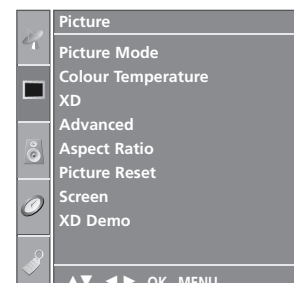 Picture
Picture Mode
Colour Temperature
XD
Advanced
Aspect Ratio
Picture Reset
Screen
XD Demo
▲▼ ◀▶ OK MENU